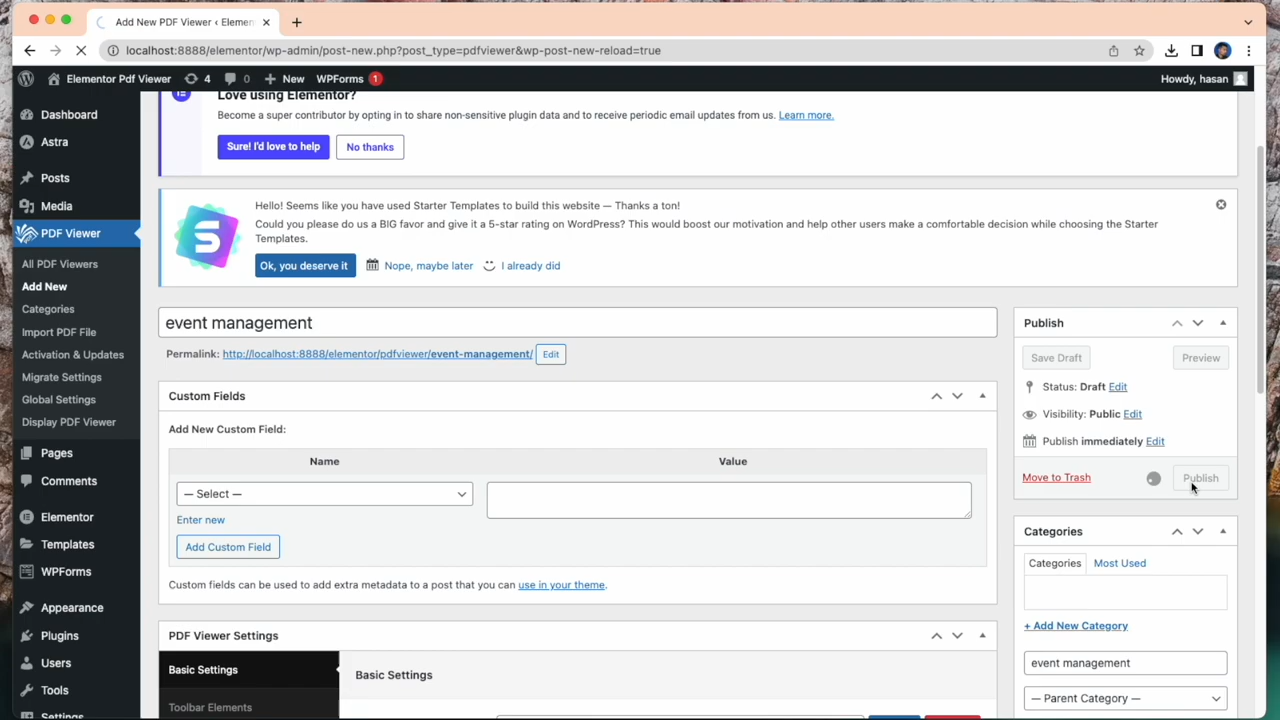 Add New PDF Viewer ‹ Elemen
localhost:8888/elementor/wp-admin/post-new.php?post_type=pdfviewer&wp-post-new-reload=true
Elementor Pdf Viewer
4
0
New
WPForms
1
Howdy, hasan
Dashboard
Astra
Posts
Media
PDF Viewer
All PDF Viewers
Add New
Categories
Import PDF File
Activation & Updates
Migrate Settings
Global Settings
Display PDF Viewer
Pages
Comments
Elementor
Templates
WPForms
Appearance
Plugins
Users
Tools
Settings
Love using Elementor?
Become a super contributor by opting in to share non-sensitive plugin data and to receive periodic email updates from us. Learn more.
Sure! I'd love to help
No thanks
Hello! Seems like you have used Starter Templates to build this website — Thanks a ton!
Could you please do us a BIG favor and give it a 5-star rating on WordPress? This would boost our motivation and help other users make a comfortable decision while choosing the Starter
Templates.
Ok, you deserve it
Nope, maybe later
I already did
event management
Permalink: http://localhost:8888/elementor/pdfviewer/event-management/
Edit
Custom Fields
Add New Custom Field:
Name
Value
— Select —
Enter new
Add Custom Field
Custom fields can be used to add extra metadata to a post that you can use in your theme.
PDF Viewer Settings
Basic Settings
Toolbar Elements
Basic Settings
Publish
Save Draft
Preview
Status: Draft Edit
Visibility: Public Edit
Publish immediately Edit
Move to Trash
Publish
Categories
Categories
Most Used
+ Add New Category
event management
— Parent Category —